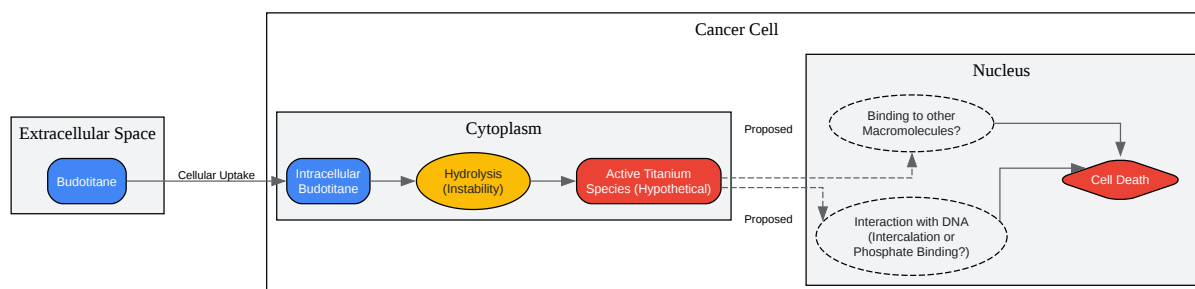 Cancer Cell
Nucleus
Extracellular Space
Cytoplasm
Budotitane
Cellular Uptake
Intracellular
Budotitane
Hydrolysis
(Instability)
Active Titanium
Species (Hypothetical)
Proposed
Proposed
Binding to other
Macromolecules?
Interaction with DNA
(Intercalation or
Phosphate Binding?)
Cell Death